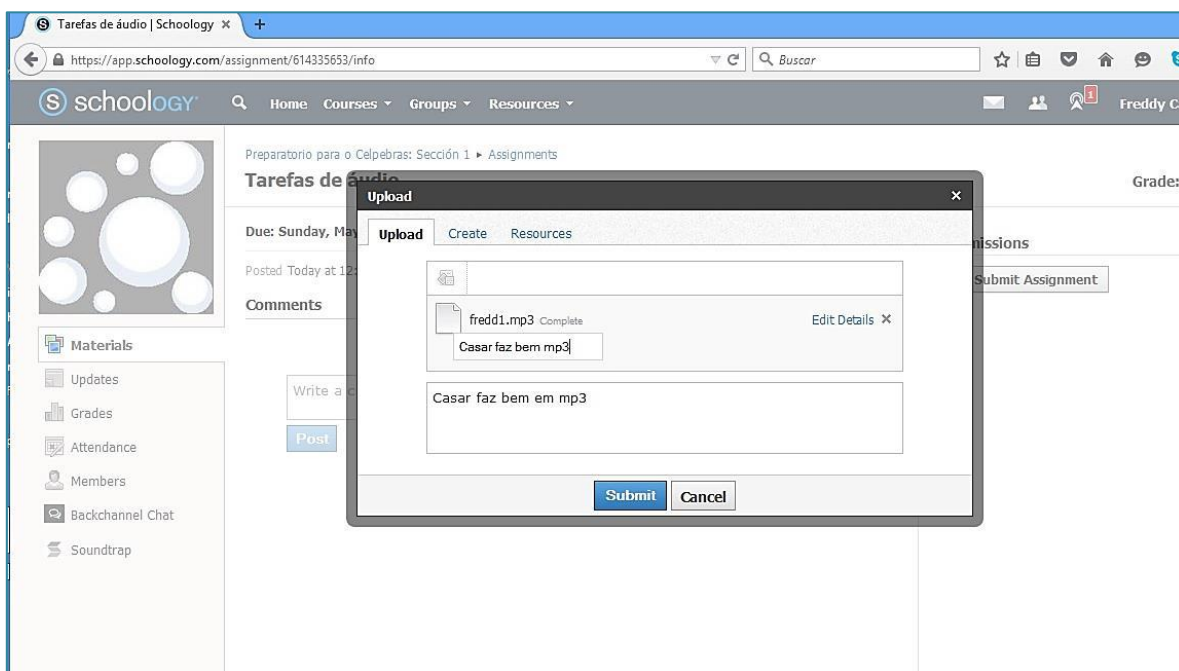 Tarefas de áudio | Schoology × +
https://app.schoology.com/assignment/614335653/info Buscar
S schoology Home Courses Groups Resources 1 Freddy C
Preparatorio para o Celpebras: Sección 1 ▸ Assignments
Tarefas de áudio Grade:
Upload ×
Due: Sunday, May
Upload Create Resources
missions
Posted Today at 12:
Submit Assignment
Comments
fredd1.mp3 Complete Edit Details ×
Casar faz bem mp3
Materials
Updates
Write a c
Casar faz bem em mp3
Grades
Post
Attendance
Members
Submit Cancel
Backchannel Chat
Soundtrap